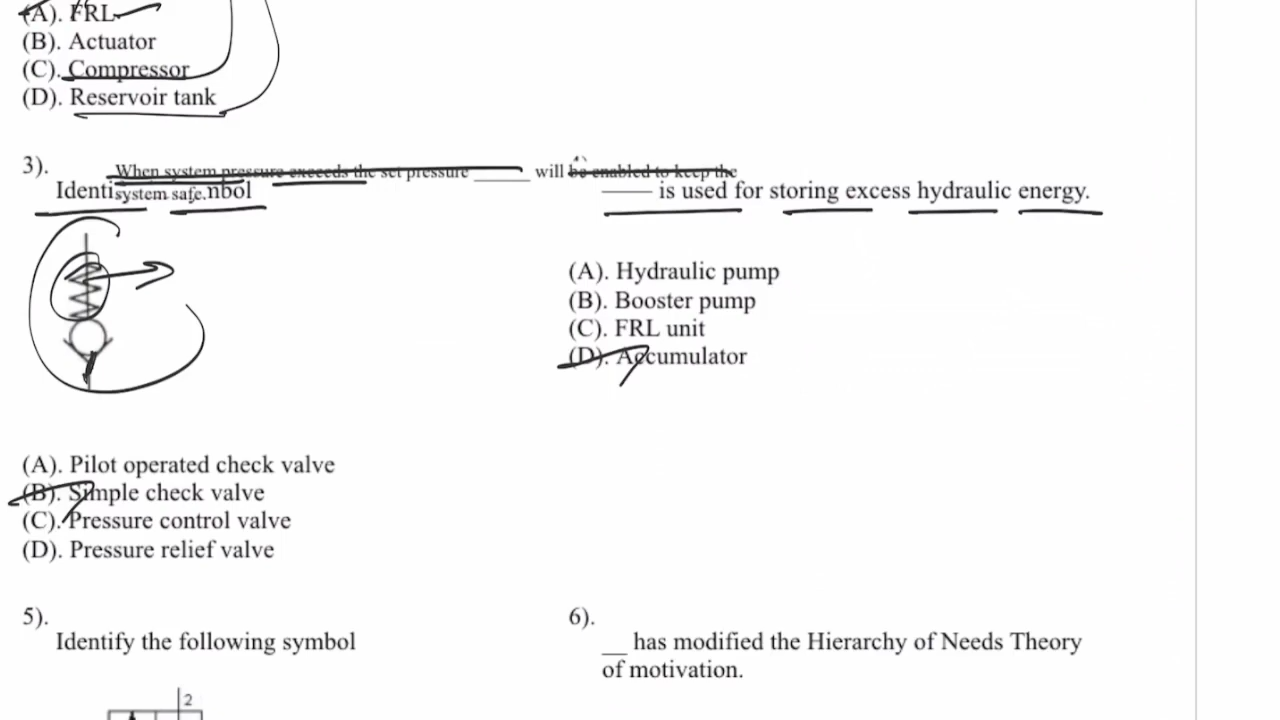 (A). FRL
(B). Actuator
(C). Compressor
(D). Reservoir tank
3).
When system pressure exceeds the set pressure ______ will be enabled to keep the
system safe.
Identi nbol
4)
____ is used for storing excess hydraulic energy.
(A). Hydraulic pump
(B). Booster pump
(C). FRL unit
(D). Accumulator
(A). Pilot operated check valve
(B). Simple check valve
(C). Pressure control valve
(D). Pressure relief valve
5).
Identify the following symbol
2
6).
__ has modified the Hierarchy of Needs Theory
of motivation.